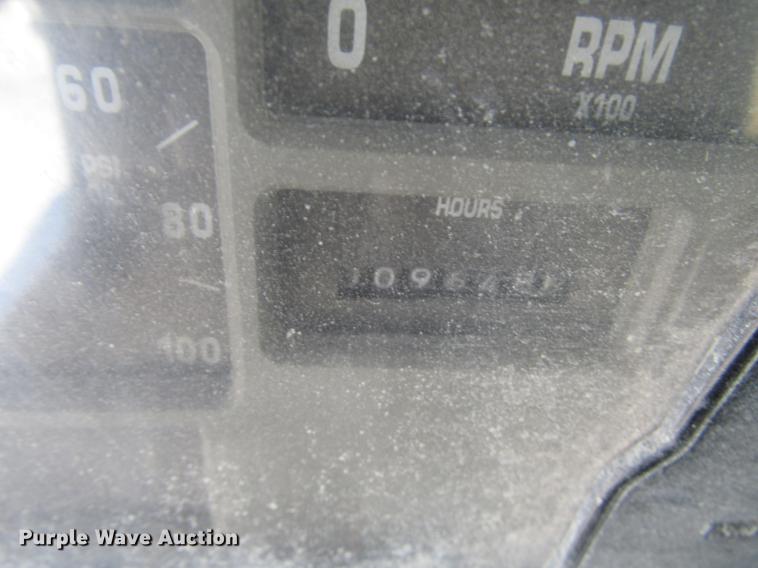 0
RPM
X100
60
PSI
80
100
HOURS
Purple Wave Auction